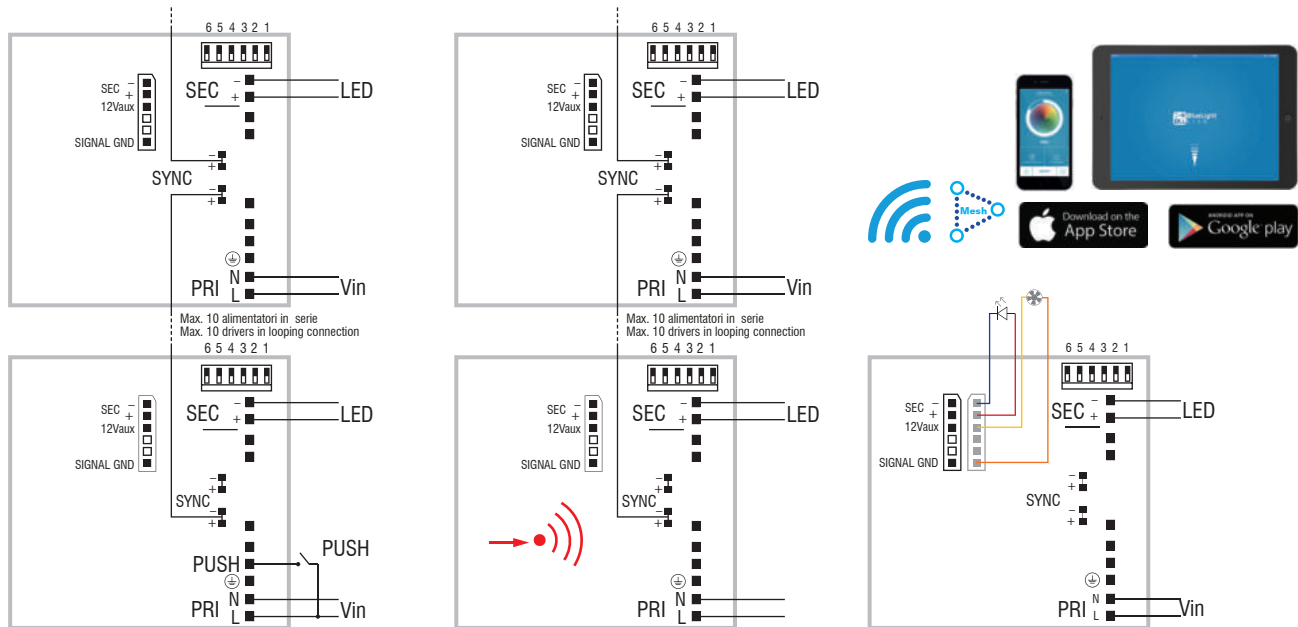 6 5 4 3 2 1
SEC –
+
12Vaux
SIGNAL GND
SEC –
+
LED
–
+
SYNC
–
+
N
PRI L
Vin
Max. 10 alimentatori in serie
Max. 10 drivers in looping connection
6 5 4 3 2 1
SEC –
+
12Vaux
SIGNAL GND
SEC –
+
LED
–
+
SYNC
–
+
PUSH
PUSH
N
PRI L
Vin
6 5 4 3 2 1
SEC –
+
12Vaux
SIGNAL GND
SEC –
+
LED
–
+
SYNC
–
+
N
PRI L
Vin
Max. 10 alimentatori in serie
Max. 10 drivers in looping connection
6 5 4 3 2 1
SEC –
+
12Vaux
SIGNAL GND
SEC –
+
LED
–
+
SYNC
–
+
N
PRI L
BlueLight
Mesh
Download on the
App Store
ANDROID APP ON
Google play
6 5 4 3 2 1
SEC –
+
12Vaux
SIGNAL GND
SEC –
+
LED
–
+
SYNC
–
+
N
PRI L
Vin